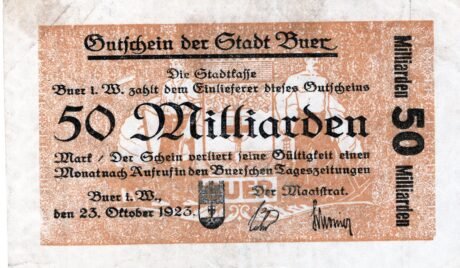 Gutschein der Stadt Buer
Die Stadtkasse
Buer i. W. zahlt dem Einlieferer dieses Gutscheins
50 Milliarden
Mark / Der Schein verliert seine Gültigkeit einen
Monat nach Aufruf in den Buerschen Tageszeitungen
Buer i. W., Der Magistrat.
den 23. Oktober 1923.
BUER
Milliarden 50 Milliarden